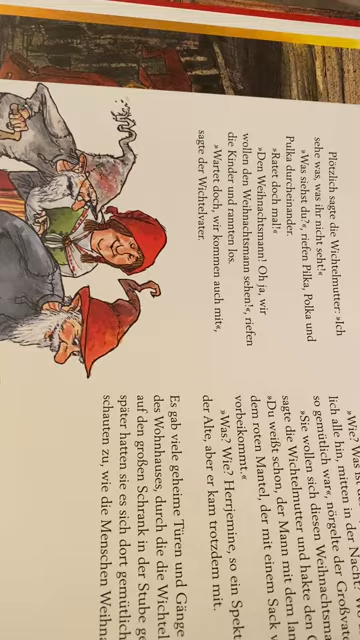 Plötzlich sagte die Wichtelmutter: »Ich
sehe was, was ihr nicht seht!«
»Was siehst du?«, riefen Pilka, Polka und
Pulka durcheinander.
»Ratet doch mal!«
»Den Weihnachtsmann! Oh ja, wir
wollen den Weihnachtsmann sehen!«, riefen
die Kinder und rannten los.
»Wartet doch, wir kommen auch mit«,
sagte der Wichtelvater.
»Wie? Was ist
lich alle hin, mitten in der Nacht?
so gemütlich war«, nörgelte der Großva
»Sie wollen sich diesen Weihnachtsma
sagte die Wichtelmutter und hakte den
»Du weißt schon, der Mann mit dem la
dem roten Mantel, der mit einem Sack
vorbeikommt.«
»Was? Wie? Herrjemine, so ein Spekt
der Alte, aber er kam trotzdem mit.
Es gab viele geheime Türen und Gänge
des Wohnhauses, durch die die Wichtel
auf den großen Schrank in der Stube ge
später hatten sie es sich dort gemütlich
schauten zu, wie die Menschen Weihn